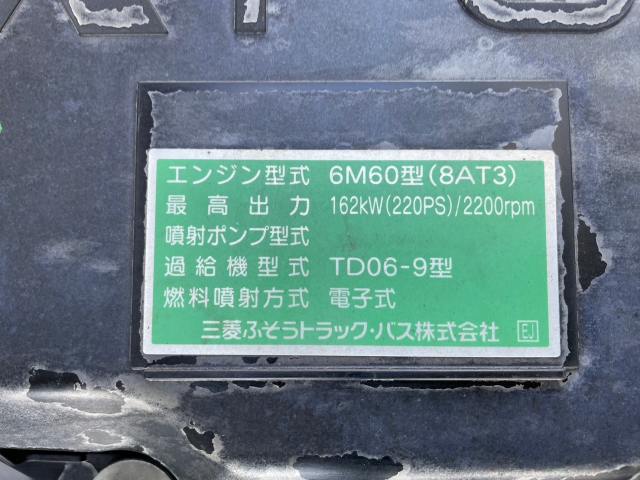 エンジン型式 6M60型(8AT3)
最高出力 162kW(220PS)/2200rpm
噴射ポンプ型式
過給機型式 TD06-9型
燃料噴射方式 電子式
三菱ふそうトラック・バス株式会社 EJ